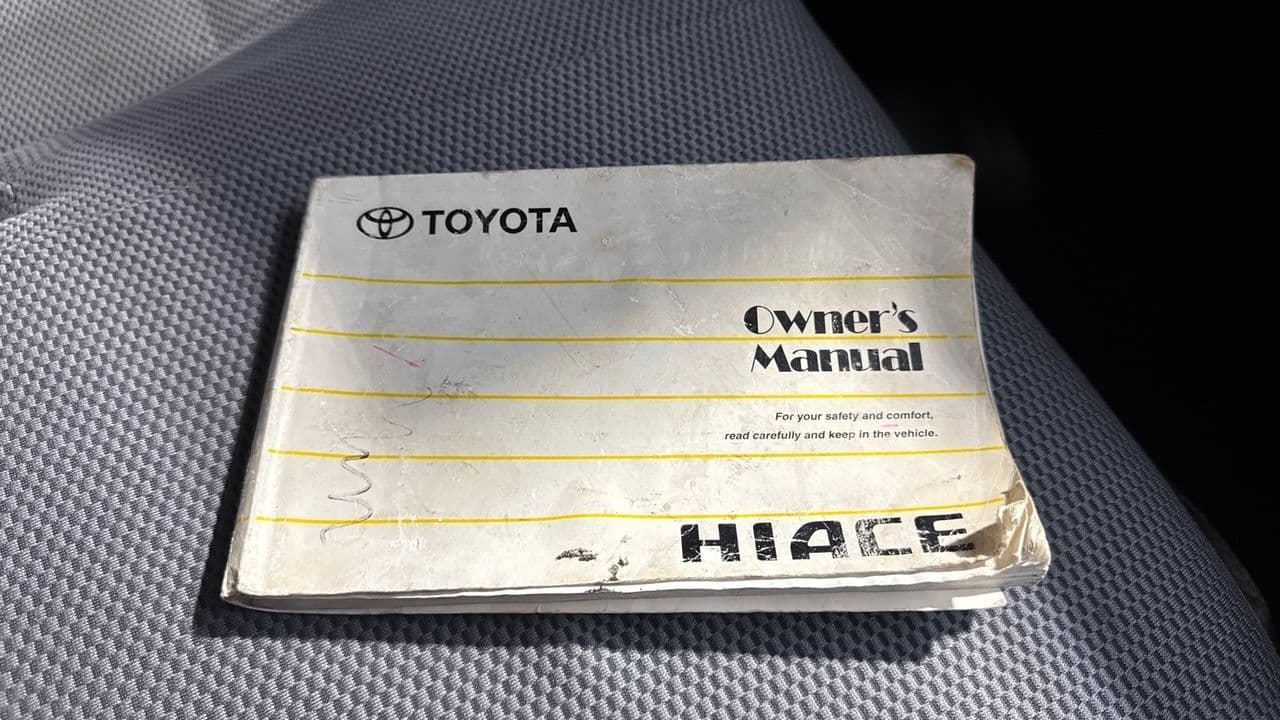 TOYOTA
Owner's
Manual
For your safety and comfort,
read carefully and keep in the vehicle.
HIACE